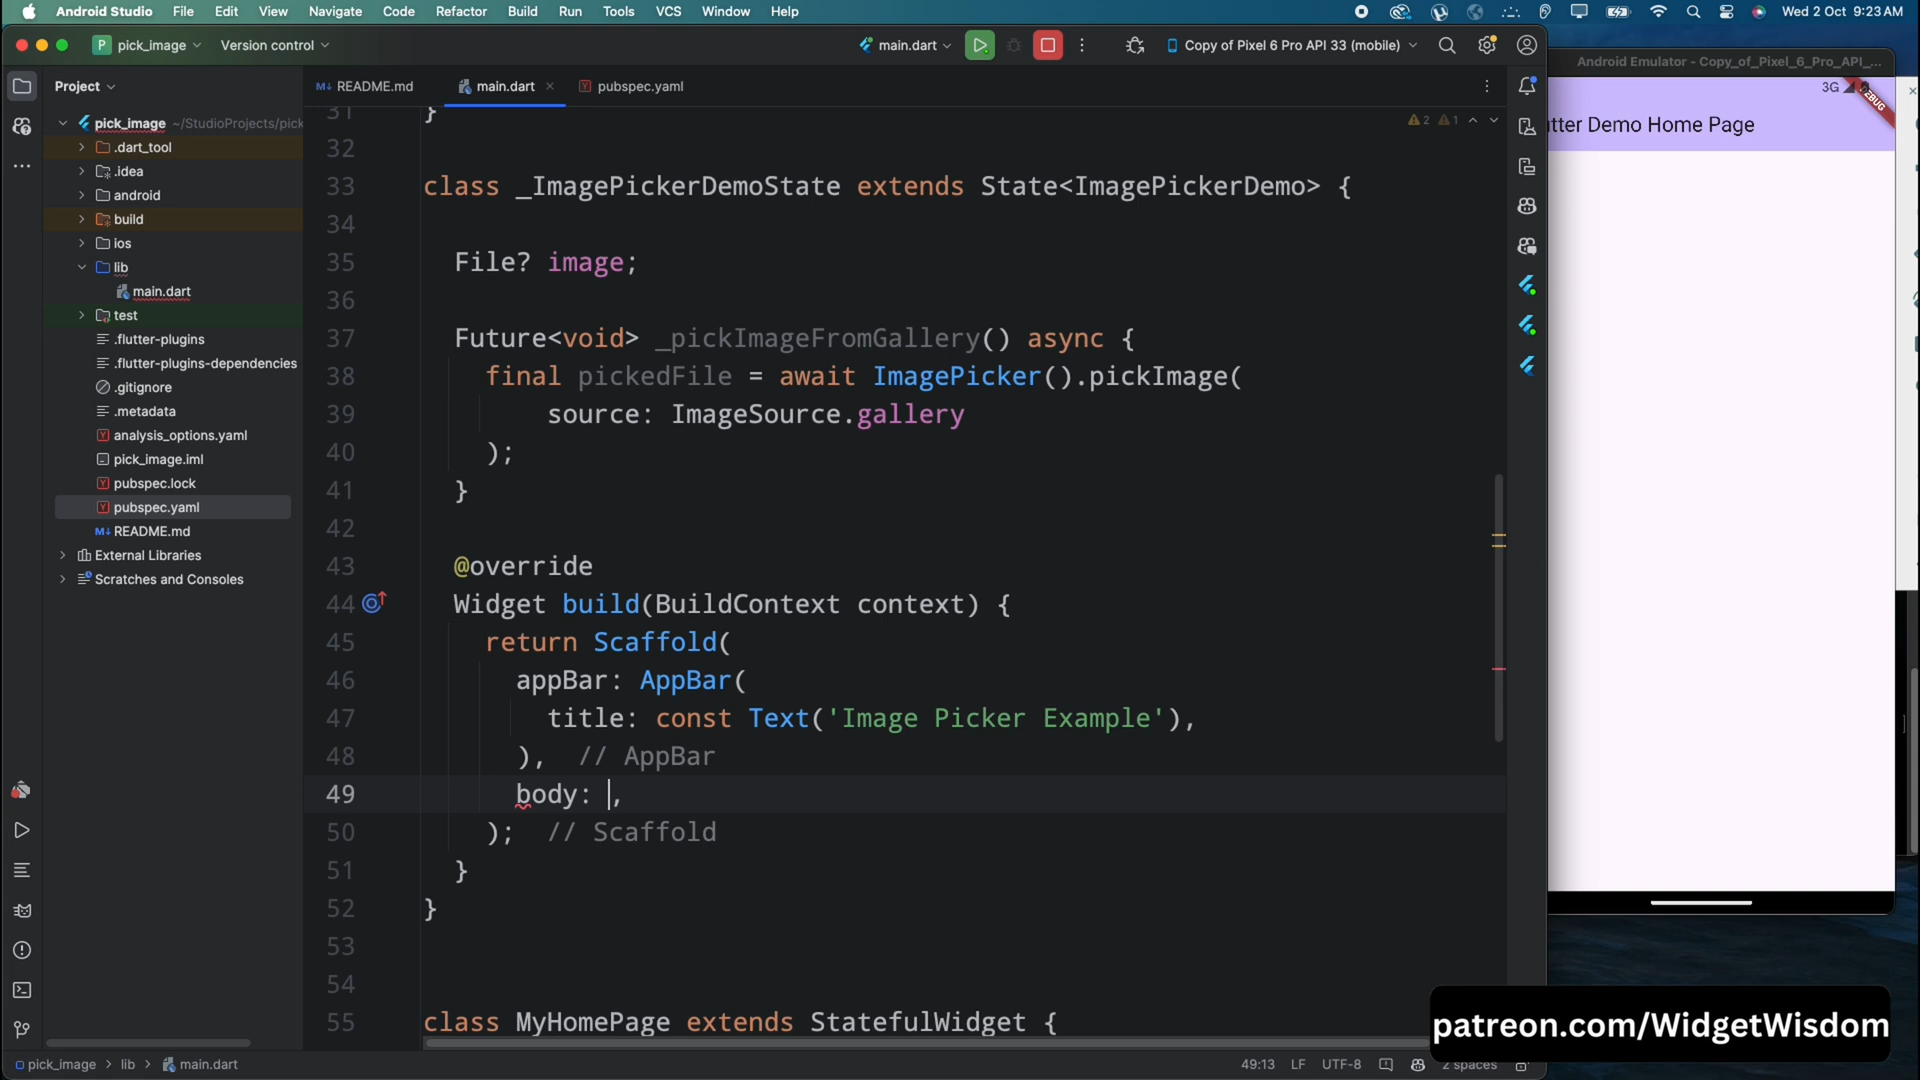 Android Studio File Edit View Navigate Code Refactor Build Run Tools VCS Window Help Wed 2 Oct 9:23 AM
P pick_image Version control main.dart Copy of Pixel 6 Pro API 33 (mobile)
Android Emulator - Copy_of_Pixel_6_Pro_API_...
Project
README.md
main.dart
pubspec.yaml
3G
DEBUG
tter Demo Home Page
pick_image ~/StudioProjects/pick
.dart_tool
.idea
android
build
ios
lib
main.dart
test
.flutter-plugins
.flutter-plugins-dependencies
.gitignore
.metadata
analysis_options.yaml
pick_image.iml
pubspec.lock
pubspec.yaml
README.md
External Libraries
Scratches and Consoles
2 1
31 }
32
33 class _ImagePickerDemoState extends State<ImagePickerDemo> {
34
35 File? image;
36
37 Future<void> _pickImageFromGallery() async {
38 final pickedFile = await ImagePicker().pickImage(
39 source: ImageSource.gallery
40 );
41 }
42
43 @override
44 Widget build(BuildContext context) {
45 return Scaffold(
46 appBar: AppBar(
47 title: const Text('Image Picker Example'),
48 ), // AppBar
49 body: ,
50 ); // Scaffold
51 }
52 }
53
54
55 class MyHomePage extends StatefulWidget {
patreon.com/WidgetWisdom
pick_image > lib > main.dart
49:13 LF UTF-8 2 spaces